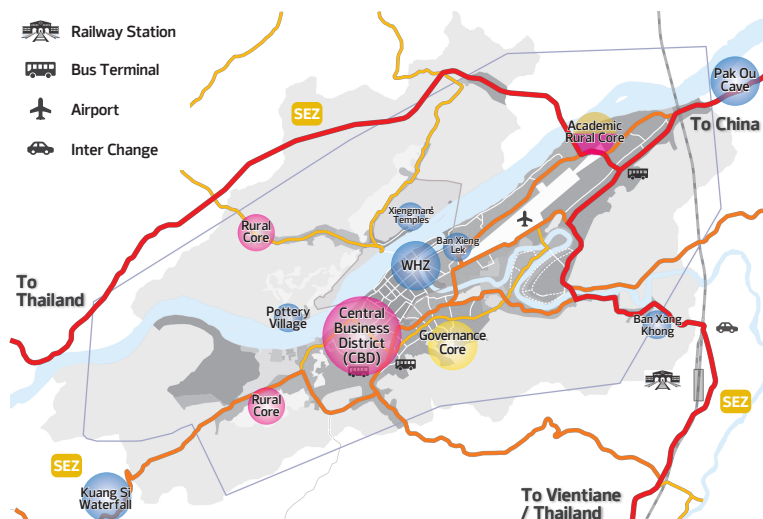 Railway Station
Bus Terminal
Airport
Inter Change
SEZ
Pak Ou
Cave
To China
Academic
Rural Core
Xiengmans
Temples
Rural
Core
Ban Xieng
Lek
WHZ
To
Thailand
Pottery
Village
Central
Business
District
(CBD)
Governance
Core
Ban Xang
Khong
Rural
Core
SEZ
SEZ
Kuang Si
Waterfall
To Vientiane
/ Thailand